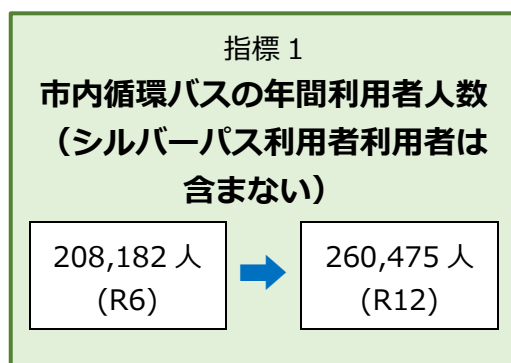 指標 1
市内循環バスの年間利用者人数
（シルバーパス利用者利用者は
含まない）
208,182 人
(R6)
260,475 人
(R12)